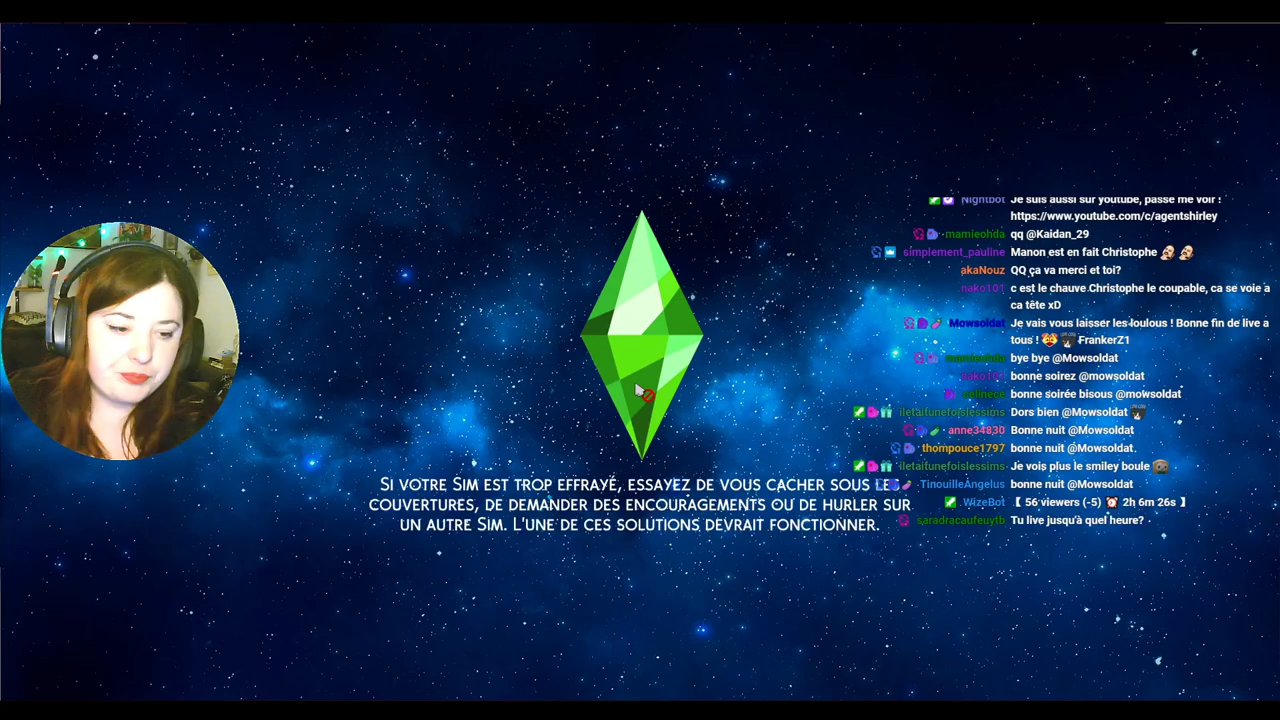 Nightbot Je suis aussi sur youtube, passe me voir !
https://www.youtube.com/c/agentshirley
mamieohda qq @Kaidan_29
simplement_pauline Manon est en fait Christophe
akaNouz QQ ça va merci et toi?
nako101 c est le chauve Christophe le coupable, ca se voie a
ca tête xD
Mowsoldat Je vais vous laisser les loulous ! Bonne fin de live a
tous ! FrankerZ1
mamieohda bye bye @Mowsoldat
nako101 bonne soirez @mowsoldat
bonne soirée bisous @mowsoldat
iletaitunefoislessims Dors bien @Mowsoldat
anne34830 Bonne nuit @Mowsoldat
thompouce1797 bonne nuit @Mowsoldat
iletaitunefoislessims Je vois plus le smiley boule
TinouilleAngelus bonne nuit @Mowsoldat
WizeBot 【 56 viewers (-5) 2h 6m 26s 】
saradracaufeuytb Tu live jusqu'à quel heure?
Si votre Sim est trop effrayé, essayez de vous cacher sous les
couvertures, de demander des encouragements ou de hurler sur
un autre Sim. L'une de ces solutions devrait fonctionner.